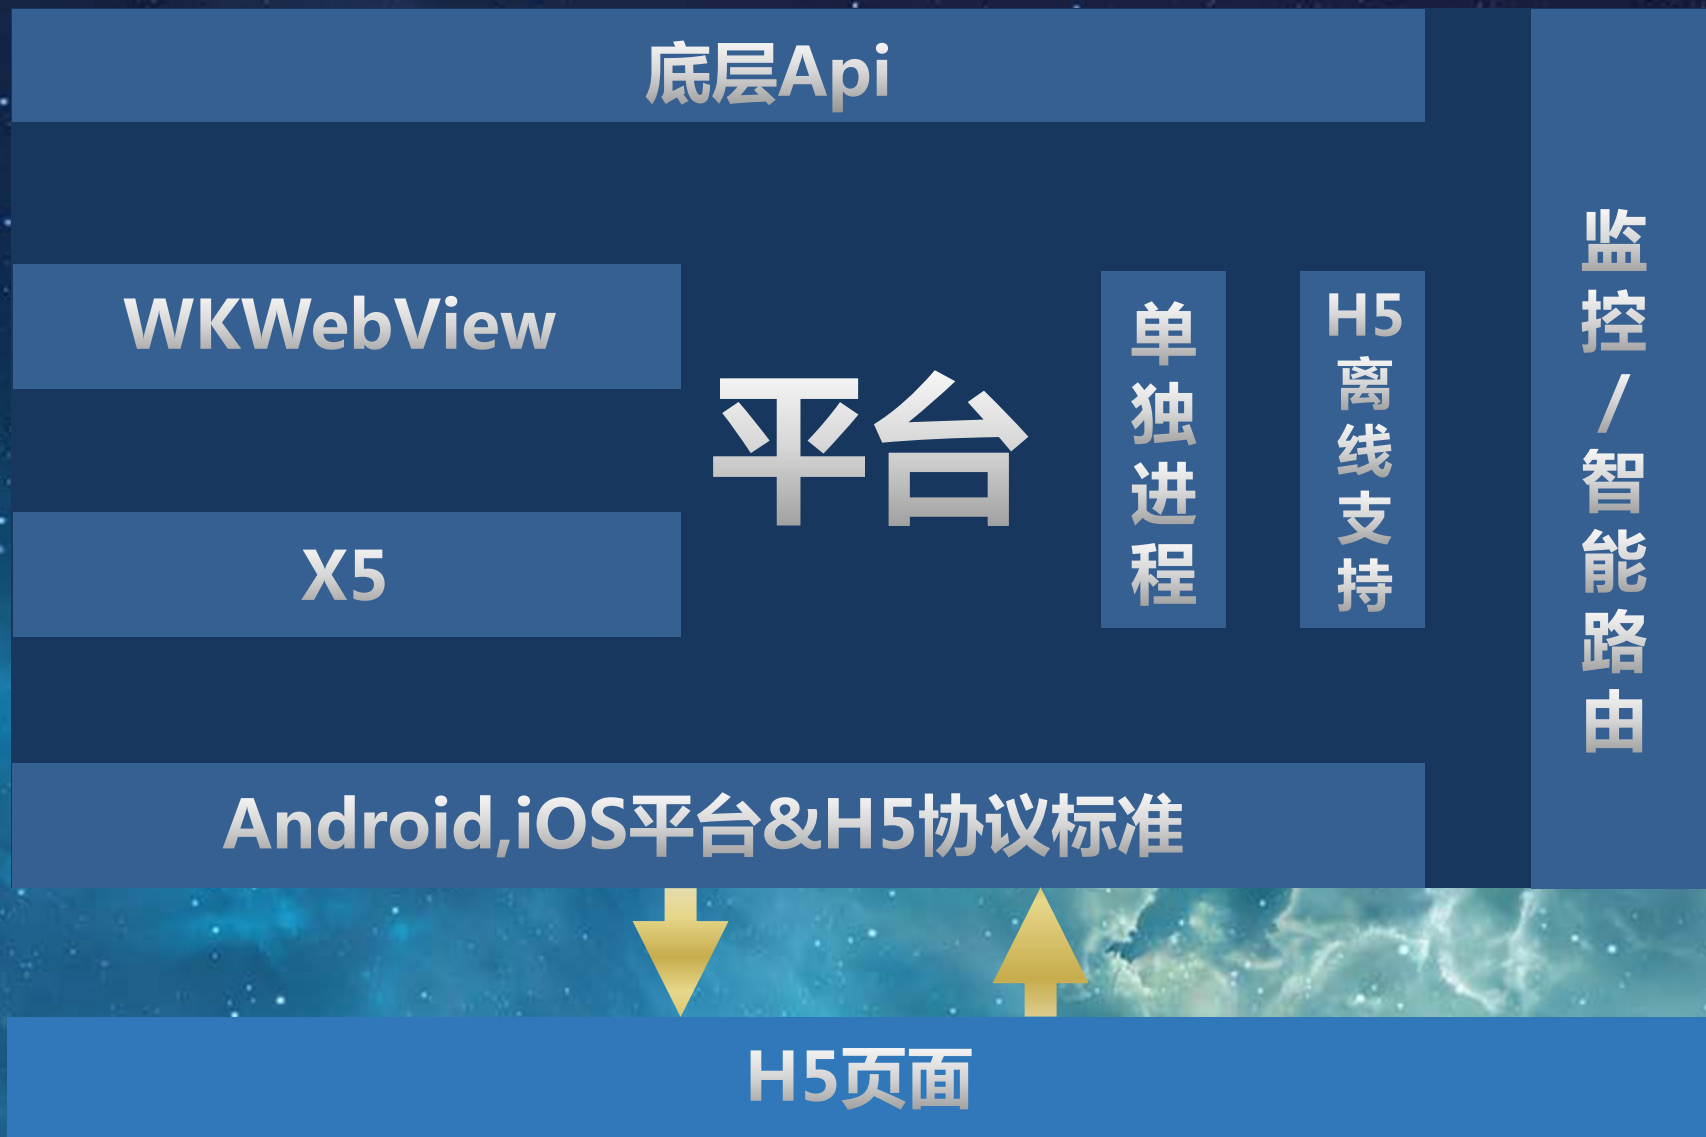 底层Api
WKWebView
X5
平台
单独进程
H5离线支持
监控/智能路由
Android,iOS平台&H5协议标准
H5页面